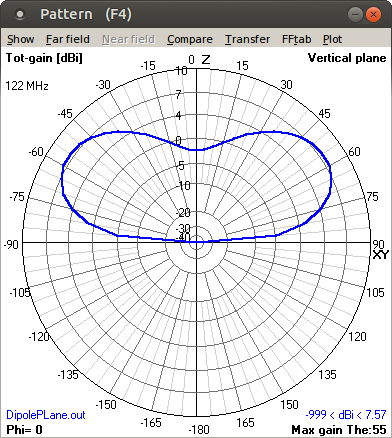 Pattern (F4)
Show Far field Near field Compare Transfer FFtab Plot
Tot-gain [dBi] Vertical plane
122 MHz
0 Z
-15 15
-30 30
-45 45
-60 60
-75 75
-90 90
XY
-105 105
-120 120
-135 135
-150 150
-165 165
-180
10
7
4
0
-5
-10
-20
-30
-40
DipolePLane.out -999 < dBi < 7.57
Phi= 0 Max gain The:55